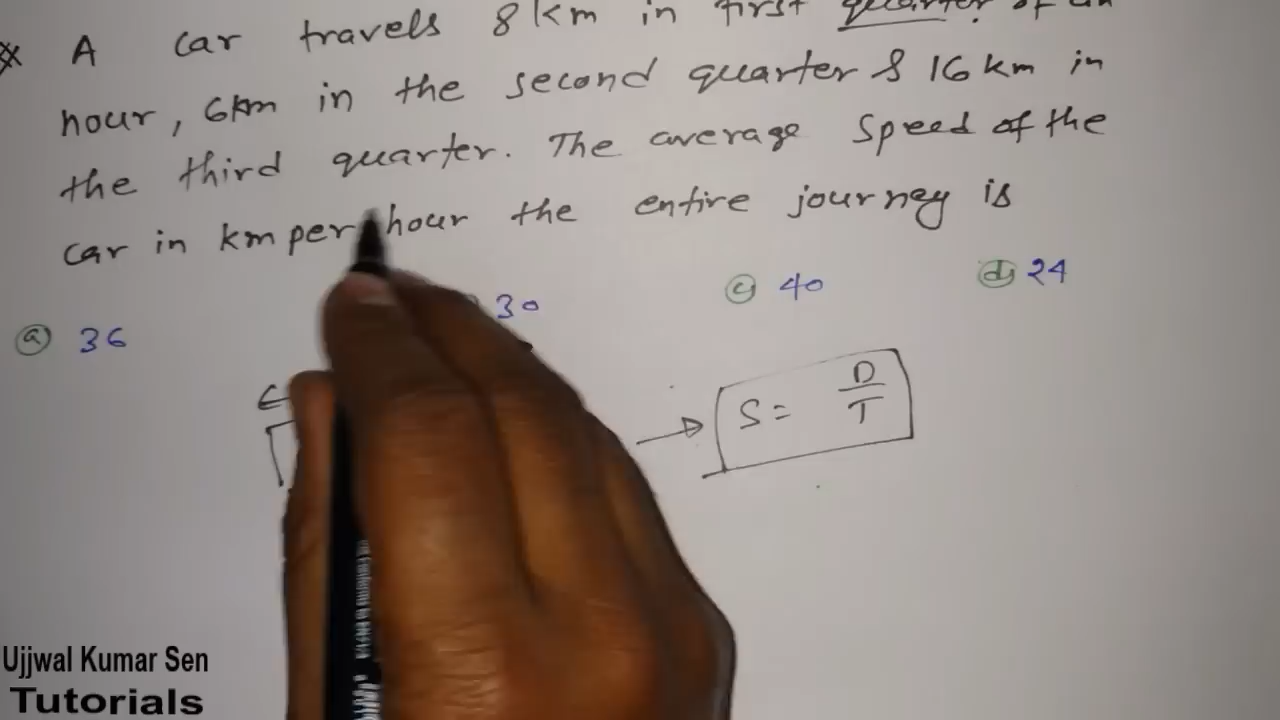 A car travels 8 km in first quarter of an
hour, 6km in the second quarter & 16 km in
the third quarter. The average speed of the
car in km per hour the entire journey is
ⓐ 36 30 ⓒ 40 ⓓ 24
S = D/T
Ujjwal Kumar Sen
Tutorials